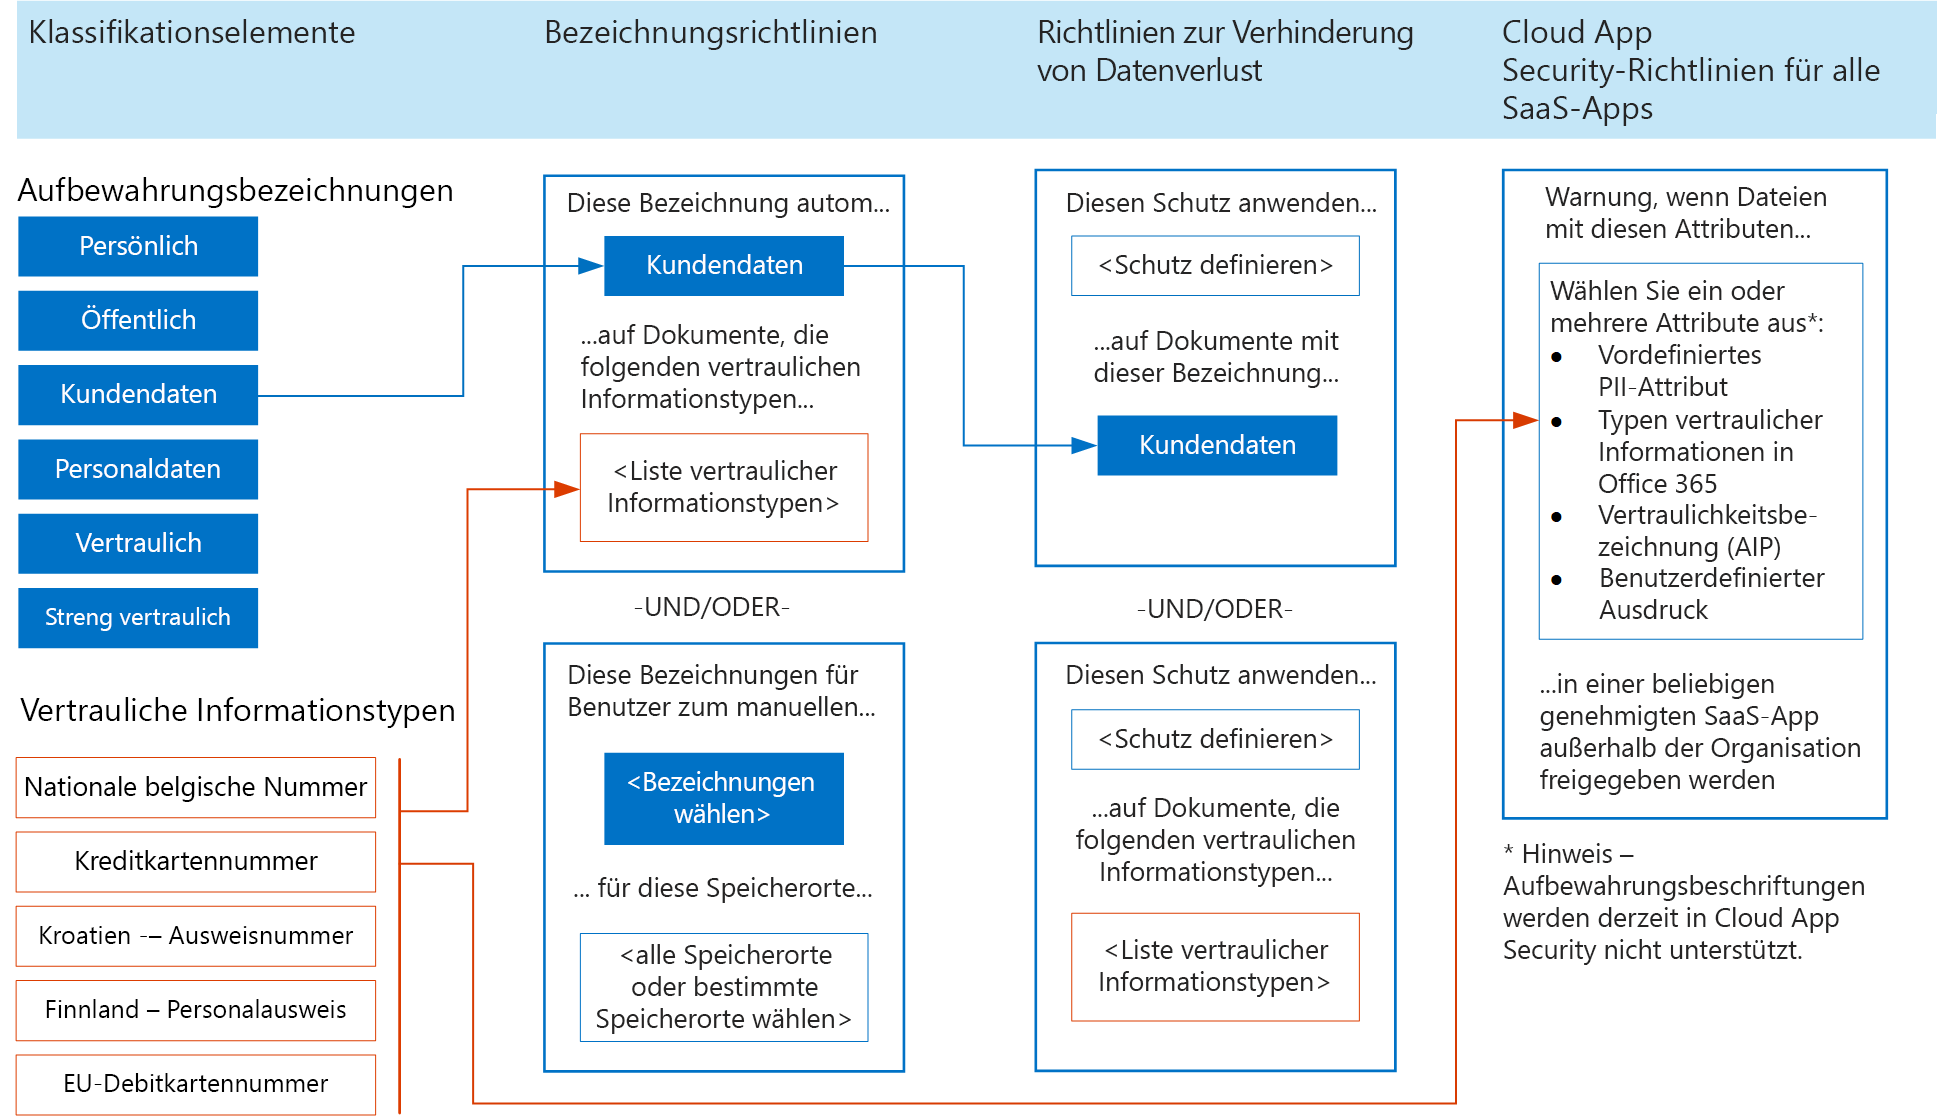 Klassifikationselemente
Bezeichnungsrichtlinien
Richtlinien zur Verhinderung
von Datenverlust
Cloud App
Security-Richtlinien für alle
SaaS-Apps
Aufbewahrungsbezeichnungen
Persönlich
Öffentlich
Kundendaten
Personaldaten
Vertraulich
Streng vertraulich
Vertrauliche Informationstypen
Nationale belgische Nummer
Kreditkartennummer
Kroatien -– Ausweisnummer
Finnland – Personalausweis
EU-Debitkartennummer
Diese Bezeichnung autom...
Kundendaten
...auf Dokumente, die
folgenden vertraulichen
Informationstypen...
<Liste vertraulicher
Informationstypen>
-UND/ODER-
Diese Bezeichnungen für
Benutzer zum manuellen...
<Bezeichnungen
wählen>
... für diese Speicherorte...
<alle Speicherorte
oder bestimmte
Speicherorte wählen>
Diesen Schutz anwenden...
<Schutz definieren>
...auf Dokumente mit
dieser Bezeichnung...
Kundendaten
-UND/ODER-
Diesen Schutz anwenden...
<Schutz definieren>
...auf Dokumente, die
folgenden vertraulichen
Informationstypen...
<Liste vertraulicher
Informationstypen>
Warnung, wenn Dateien
mit diesen Attributen...
Wählen Sie ein oder
mehrere Attribute aus*:
● Vordefiniertes
PII-Attribut
● Typen vertraulicher
Informationen in
Office 365
● Vertraulichkeitsbe-
zeichnung (AIP)
● Benutzerdefinierter
Ausdruck
...in einer beliebigen
genehmigten SaaS-App
außerhalb der Organisation
freigegeben werden
* Hinweis –
Aufbewahrungsbeschriftungen
werden derzeit in Cloud App
Security nicht unterstützt.